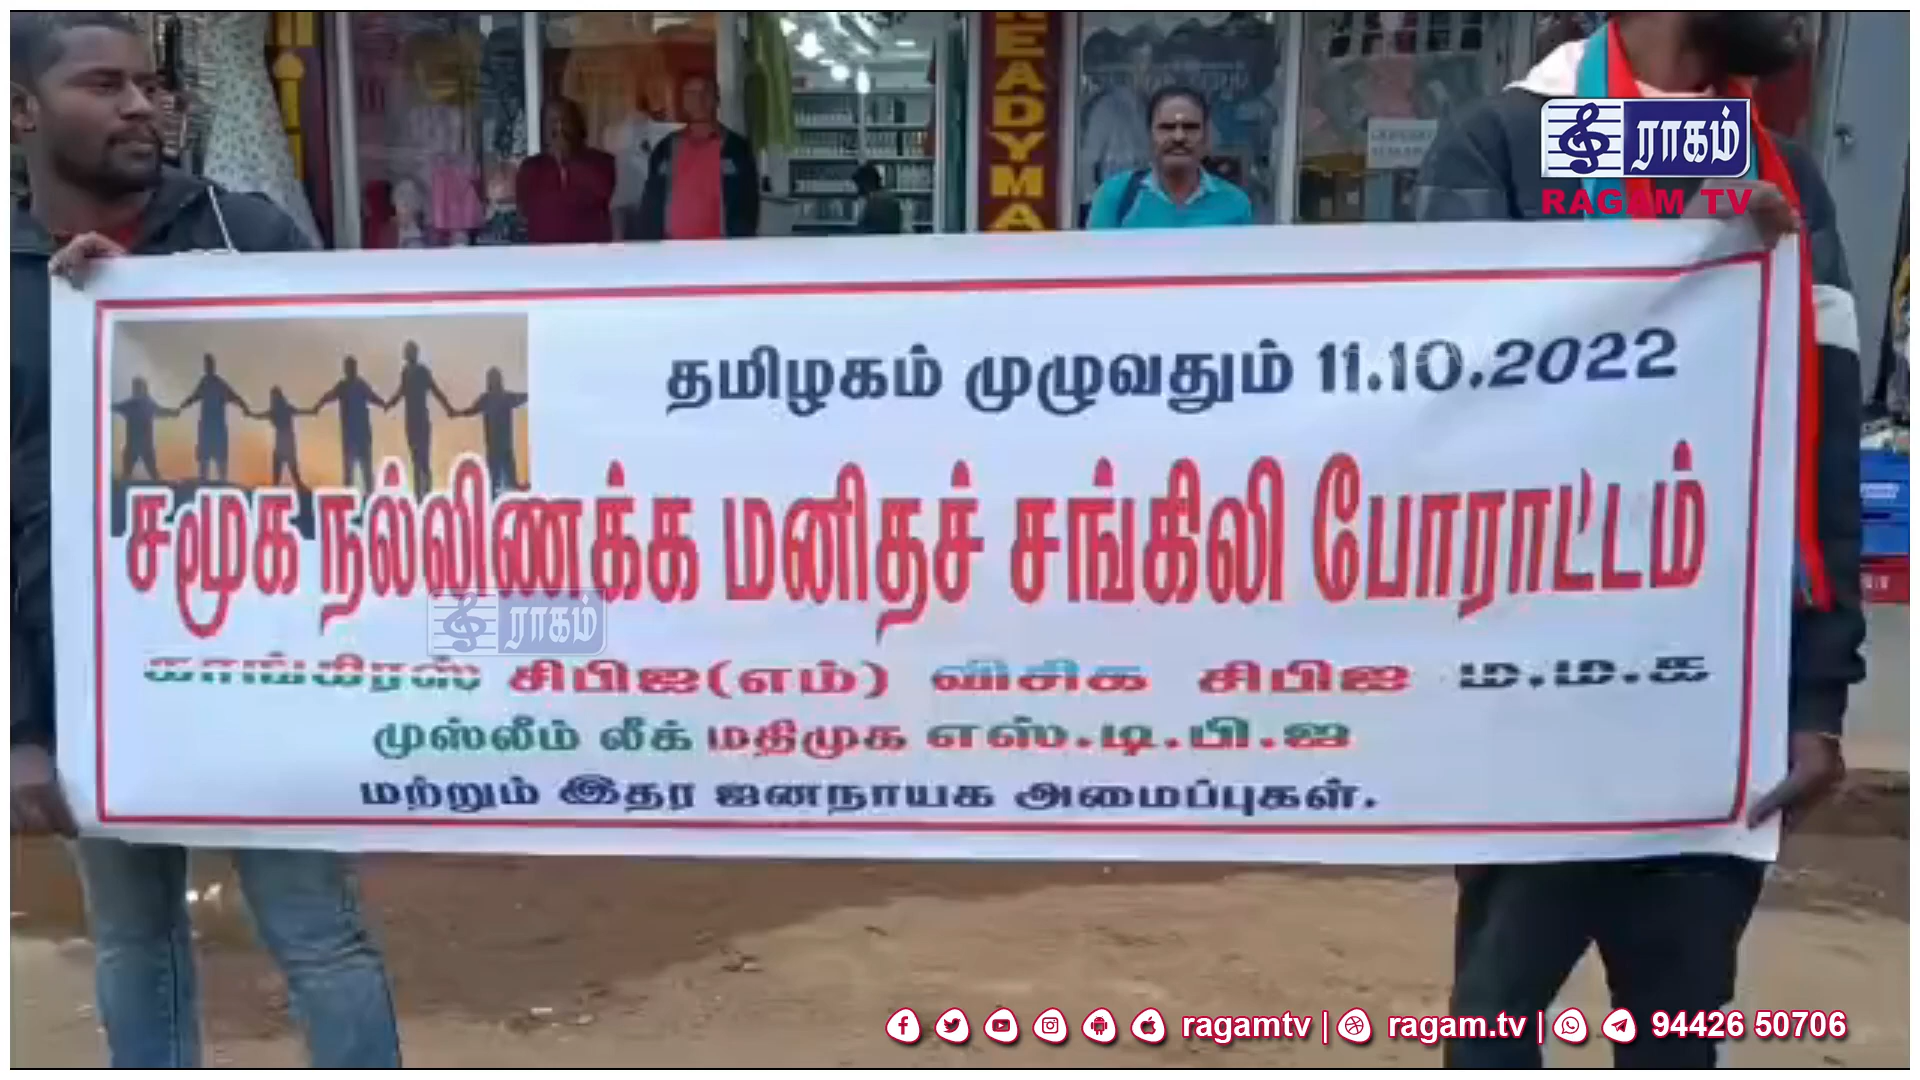 READYMA
ராகம்
RAGAM TV
தமிழகம் முழுவதும் 11.10.2022
சமூக நல்லிணக்க மனிதச் சங்கிலி போராட்டம்
ராகம்
காங்கிரஸ் சிபிஐ(எம்) விசிக சிபிஐ ம.ம.க
முஸ்லீம் லீக் மதிமுக எஸ்.டி.பி.ஐ
மற்றும் இதர ஜனநாயக அமைப்புகள்.
ragamtv | ragam.tv | 94426 50706